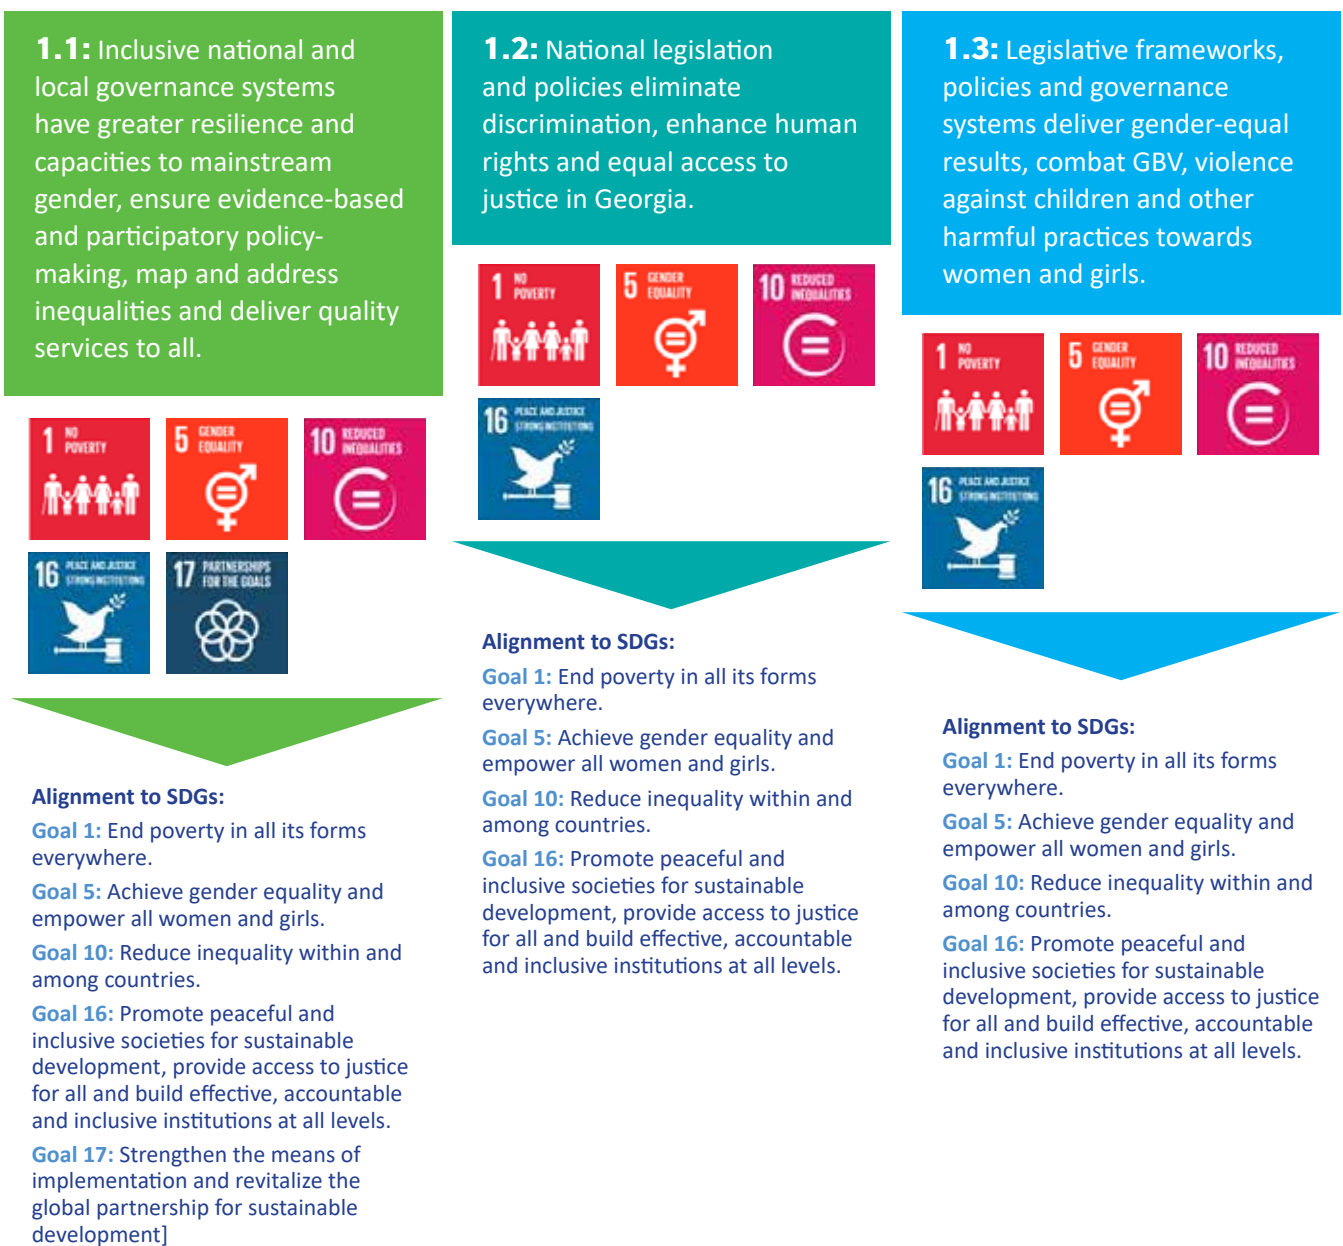 1.1: Inclusive national and
local governance systems
have greater resilience and
capacities to mainstream
gender, ensure evidence-based
and participatory policy-
making, map and address
inequalities and deliver quality
services to all.
1 NO
POVERTY
5 GENDER
EQUALITY
10 REDUCED
INEQUALITIES
16 PEACE AND JUSTICE
STRONG INSTITUTIONS
17 PARTNERSHIPS
FOR THE GOALS
Alignment to SDGs:
Goal 1: End poverty in all its forms
everywhere.
Goal 5: Achieve gender equality and
empower all women and girls.
Goal 10: Reduce inequality within and
among countries.
Goal 16: Promote peaceful and
inclusive societies for sustainable
development, provide access to justice
for all and build effective, accountable
and inclusive institutions at all levels.
Goal 17: Strengthen the means of
implementation and revitalize the
global partnership for sustainable
development]
1.2: National legislation
and policies eliminate
discrimination, enhance human
rights and equal access to
justice in Georgia.
1 NO
POVERTY
5 GENDER
EQUALITY
10 REDUCED
INEQUALITIES
16 PEACE AND JUSTICE
STRONG INSTITUTIONS
Alignment to SDGs:
Goal 1: End poverty in all its forms
everywhere.
Goal 5: Achieve gender equality and
empower all women and girls.
Goal 10: Reduce inequality within and
among countries.
Goal 16: Promote peaceful and
inclusive societies for sustainable
development, provide access to justice
for all and build effective, accountable
and inclusive institutions at all levels.
1.3: Legislative frameworks,
policies and governance
systems deliver gender-equal
results, combat GBV, violence
against children and other
harmful practices towards
women and girls.
1 NO
POVERTY
5 GENDER
EQUALITY
10 REDUCED
INEQUALITIES
16 PEACE AND JUSTICE
STRONG INSTITUTIONS
Alignment to SDGs:
Goal 1: End poverty in all its forms
everywhere.
Goal 5: Achieve gender equality and
empower all women and girls.
Goal 10: Reduce inequality within and
among countries.
Goal 16: Promote peaceful and
inclusive societies for sustainable
development, provide access to justice
for all and build effective, accountable
and inclusive institutions at all levels.